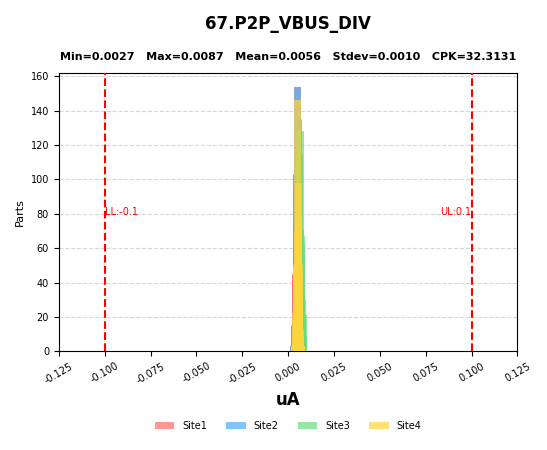 67.P2P_VBUS_DIV
Min=0.0027 Max=0.0087 Mean=0.0056 Stdev=0.0010 CPK=32.3131
160
140
120
100
80
60
40
20
0
Parts
LL:-0.1
UL:0.1
-0.125 -0.100 -0.075 -0.050 -0.025 0.000 0.025 0.050 0.075 0.100 0.125
uA
Site1 Site2 Site3 Site4